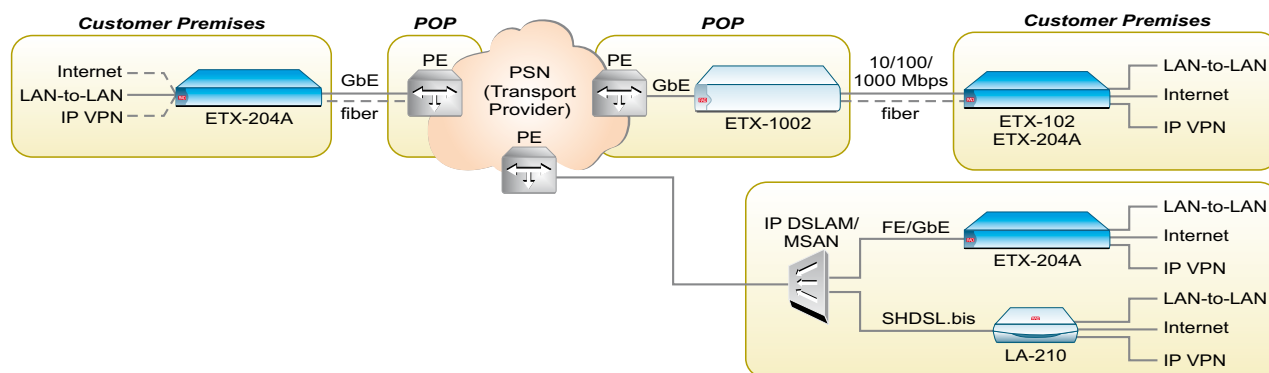 Customer Premises
POP
POP
Customer Premises
Internet
LAN-to-LAN
IP VPN
ETX-204A
GbE
fiber
PE
PSN
(Transport
Provider)
PE
PE
GbE
ETX-1002
10/100/
1000 Mbps
fiber
ETX-102
ETX-204A
LAN-to-LAN
Internet
IP VPN
IP DSLAM/
MSAN
FE/GbE
ETX-204A
LAN-to-LAN
Internet
IP VPN
SHDSL.bis
LA-210
LAN-to-LAN
Internet
IP VPN